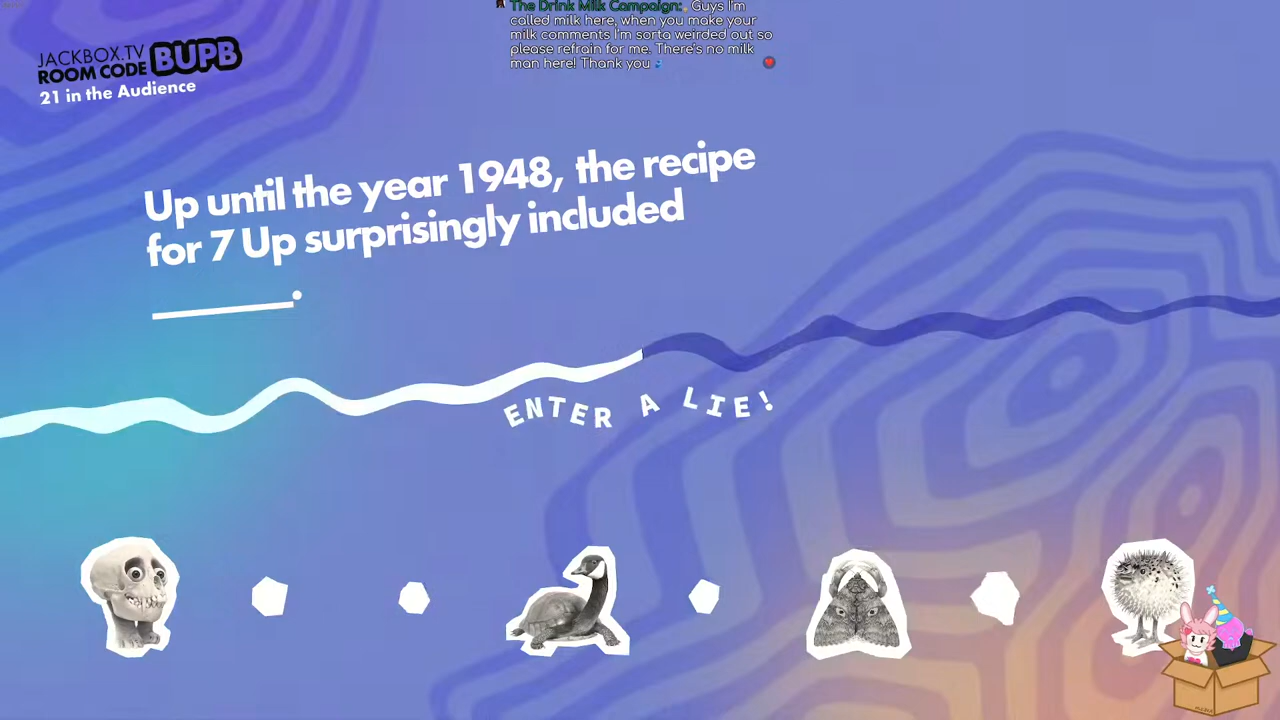 The Drink Milk Campaign: Guys I'm
called milk here, when you make your
milk comments I'm sorta weirded out so
please refrain for me. There's no milk
man here! Thank you
JACKBOX.TV
ROOM CODE BUPB
21 in the Audience
Up until the year 1948, the recipe
for 7 Up surprisingly included
_______.
ENTER A LIE!